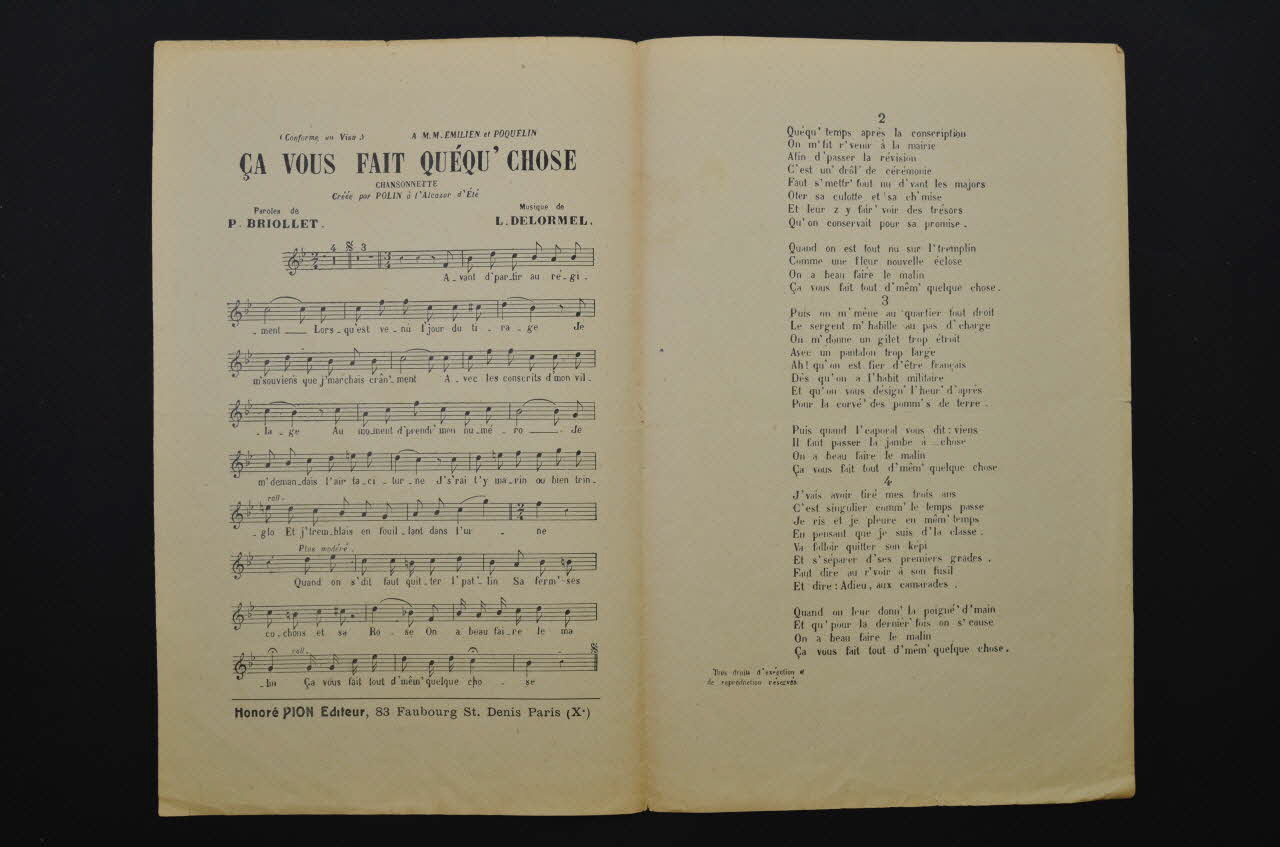 (Conforme au Visa) A M.M. ÉMILIEN et POQUELIN
ÇA VOUS FAIT QUÉQU' CHOSE
CHANSONNETTE
Créée par POLIN à l'Alcazar d'Été
Paroles de
P. BRIOLLET.
Musique de
L. DELORMEL.
4 3
A_vant d'par_tir au ré_gi_
_ment___ Lors_qu'est ve_nu l'jour du ti_ra_ge Je
m'souviens que j'marchais crân'_ment A_vec les conscrits d'mon vil_
_la_ge Au mo_ment d'prendr' mon nu_mé_ro___ Je
m'deman_dais l'air ta_ci_tur_ne J's'rai t'y ma_rin ou bien trin_
rall_
_glo Et j'trem_blais en fouil_lant dans l'ur_ne
Plus modéré.
Quand on s'dit faut quit_ter l'pat'_lin Sa ferm' ses
co_chons et sa Ro_se On a beau fai_re le ma
rall_
_lin Ça vous fait tout d'mêm' quelque cho_se
Honoré PION Editeur, 83 Faubourg St. Denis Paris (Xe)
2
Quéqu' temps après la conscription
On m'fit r'venir à la mairie
Afin d'passer la révision
C'est un' drôl' de cérémonie
Faut s'mettr' tout nu d'vant les majors
Oter sa culotte et sa ch'mise
Et leur z'y fair' voir des trésors
Qu'on conservait pour sa promise.
Quand on est tout nu sur l'tremplin
Comme une fleur nouvelle éclose
On a beau faire le malin
Ça vous fait tout d'mêm' quelque chose.
3
Puis on m'mène au quartier tout droit
Le sergent m'habille au pas d'charge
On m'donne un gilet trop étroit
Avec un pantalon trop large
Ah! qu'on est fier d'être français
Dès qu'on a l'habit militaire
Et qu'on vous désign' l'heur' d'après
Pour la corvé' des pomm's de terre.
Puis quand l'caporal vous dit: viens
Il faut passer la jambe à ..chose
On a beau faire le malin
Ça vous fait tout d'mêm' quelque chose
4
J'vais avoir tiré mes trois ans
C'est singulier comm' le temps passe
Je ris et je pleure en mêm' temps
En pensant que je suis d'la classe.
Va falloir quitter son képi
Et s'séparer d'ses premiers grades.
Faut dire au r'voir à son fusil
Et dire: Adieu, aux camarades.
Quand on leur donn' la poigné' d'main
Et qu'pour la dernièr' fois on s'cause
On a beau faire le malin
Ça vous fait tout d'mêm' quelque chose.
Tous droits d'exécution et
de reproduction réservés